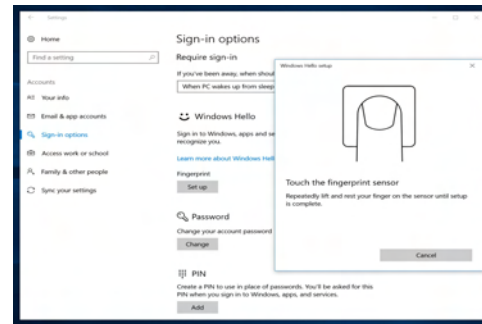 Settings
Home
Sign-in options
Find a setting
Require sign-in
If you've been away, when shoul
When PC wakes up from sleep
Accounts
Your info
Email & app accounts
Sign-in options
Access work or school
Family & other people
Sync your settings
Windows Hello
Sign in to Windows, apps and se
recognize you.
Learn more about Windows Hell
Fingerprint
Set up
Password
Change your account password
Change
PIN
Create a PIN to use in place of passwords. You'll be asked for this
PIN when you sign in to Windows, apps, and services.
Add
Windows Hello setup
Touch the fingerprint sensor
Repeatedly lift and rest your finger on the sensor until setup
is complete.
Cancel